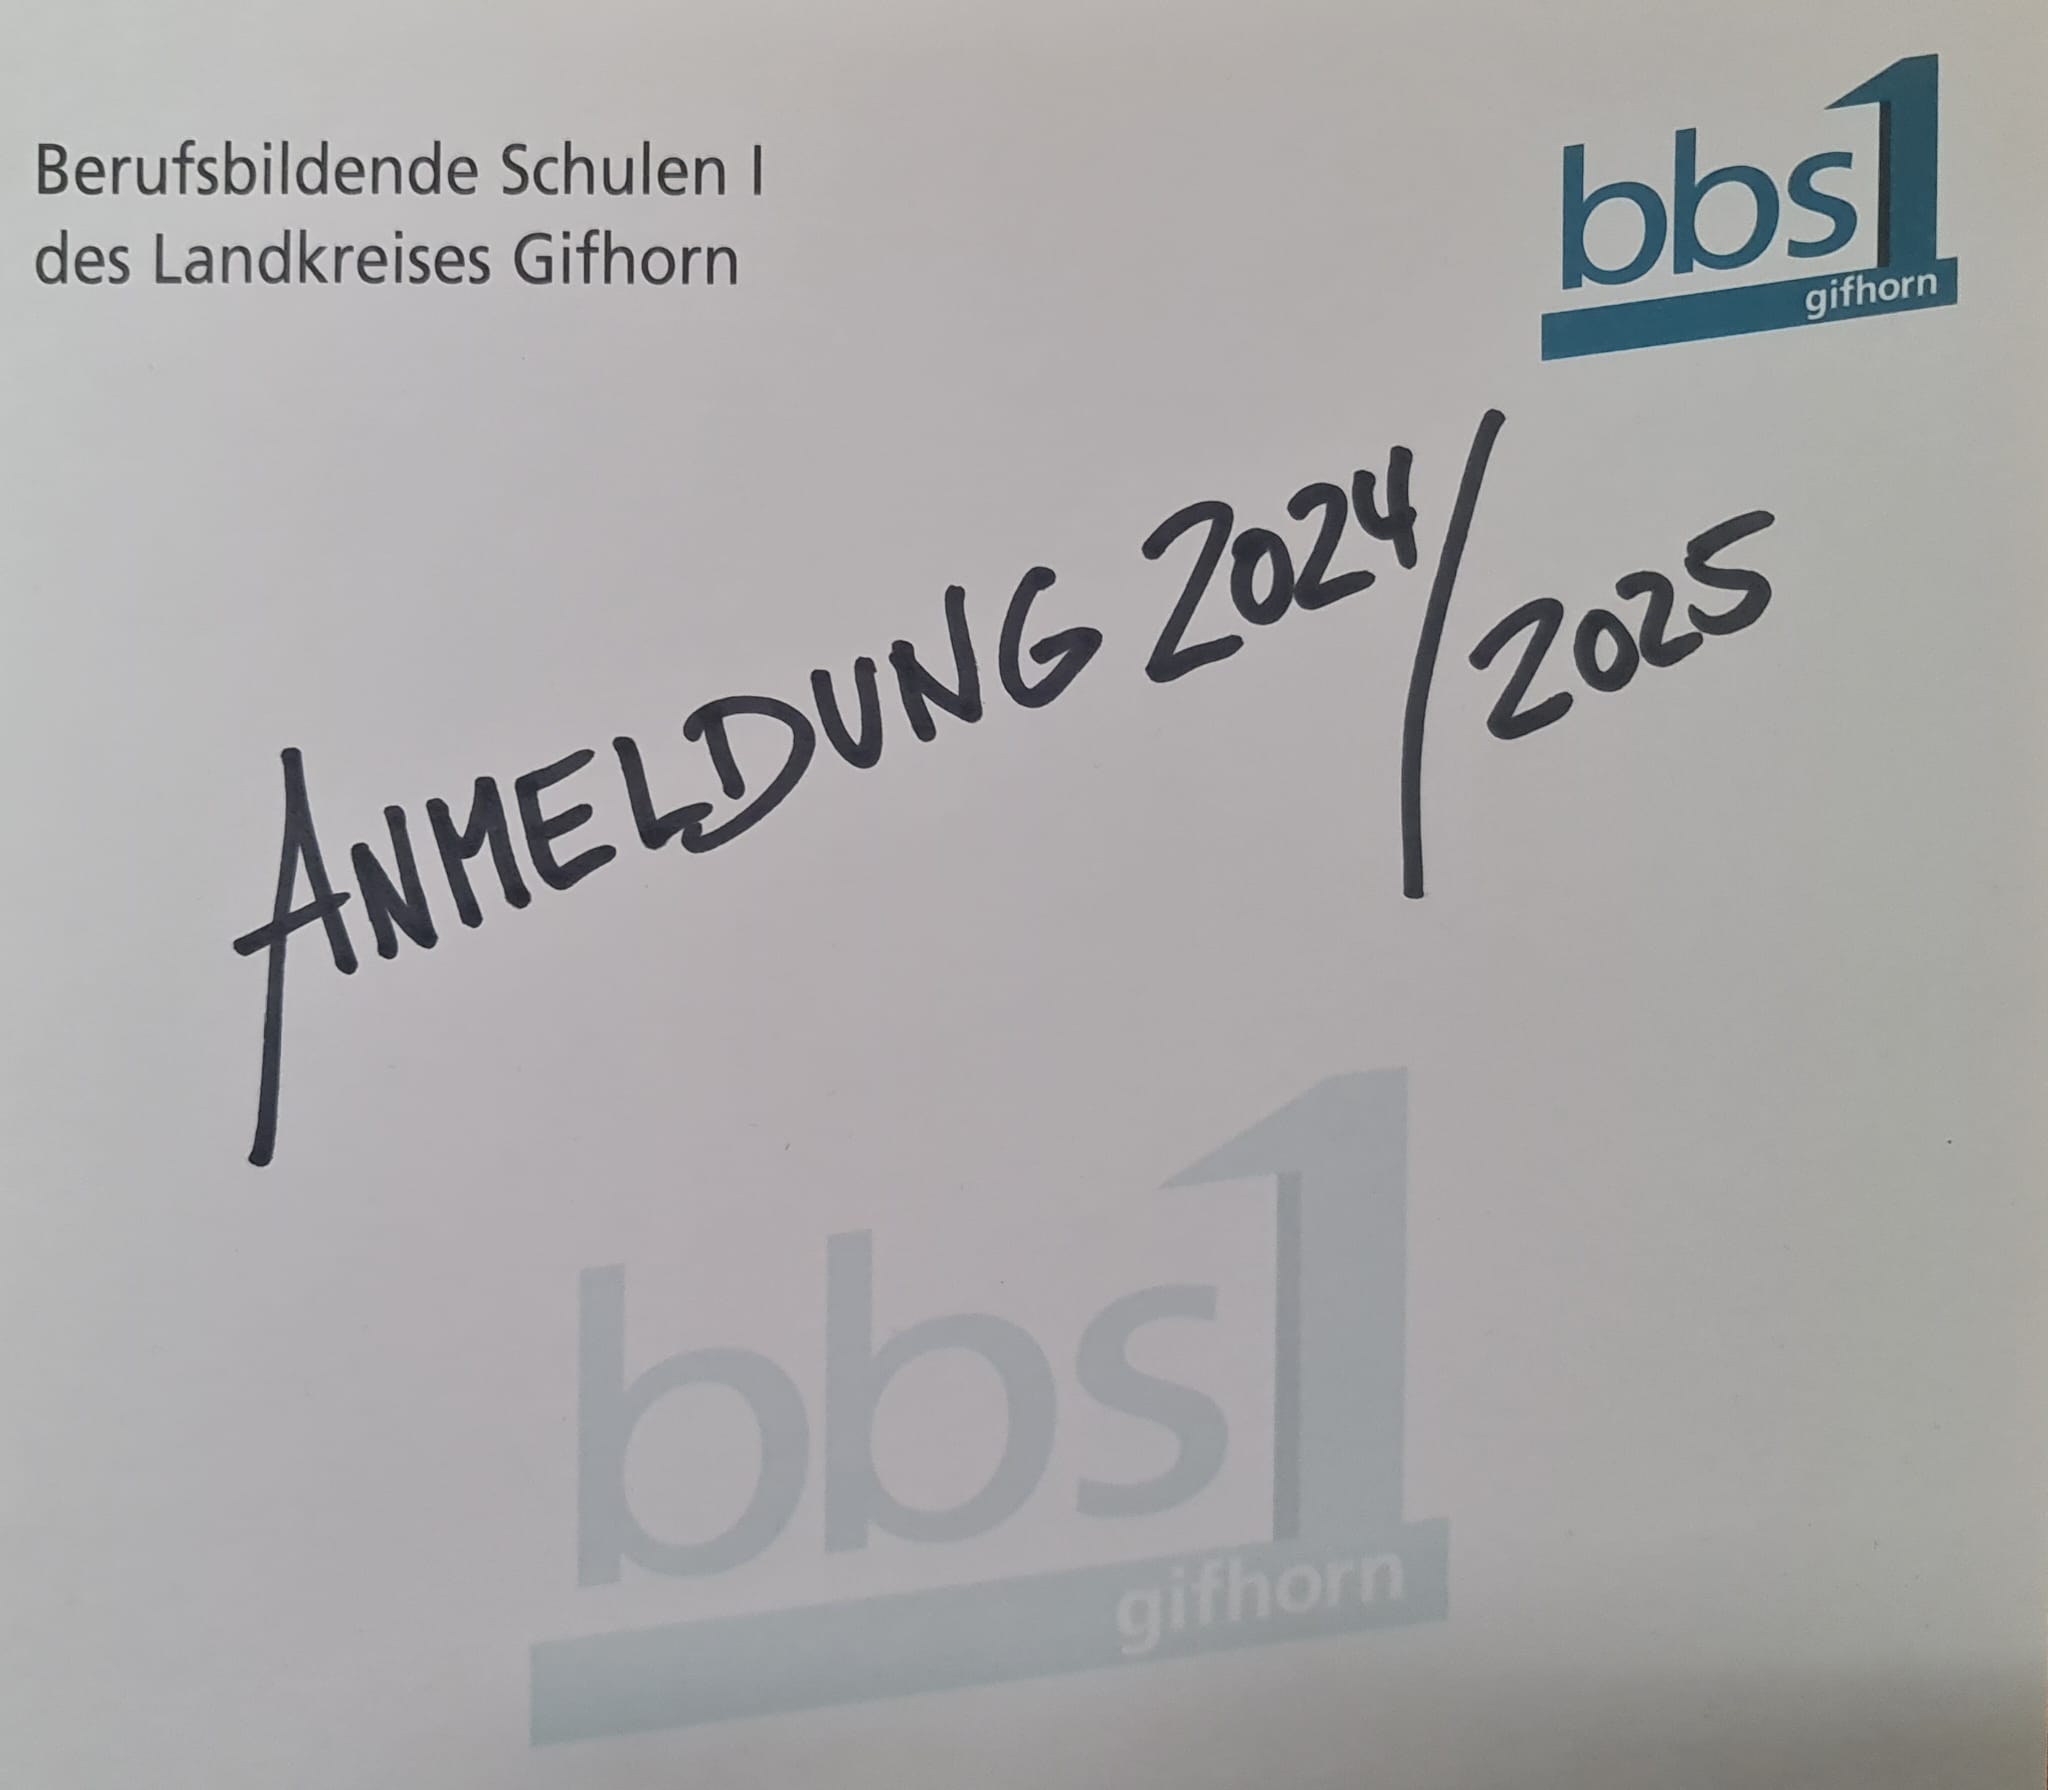 Berufsbildende Schulen I
des Landkreises Gifhorn
bbs1
gifhorn
ANMELDUNG 2024/
2025
bbs1
gifhorn